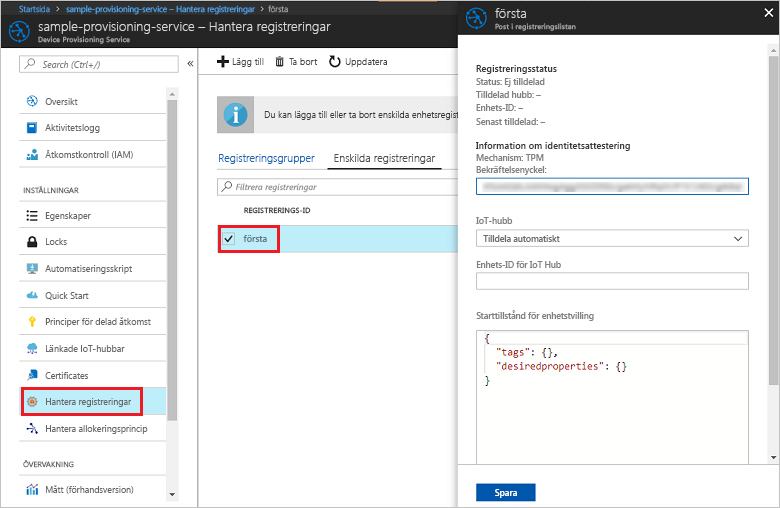 Startsida > sample-provisioning-service – Hantera registreringar > första
sample-provisioning-service – Hantera registreringar
Device Provisioning Service
Search (Ctrl+/)
«
Översikt
Aktivitetslogg
Åtkomstkontroll (IAM)
INSTÄLLNINGAR
Egenskaper
Locks
Automatiseringsskript
Quick Start
Principer för delad åtkomst
Länkade IoT-hubbar
Certificates
Hantera registreringar
Hantera allokeringsprincip
ÖVERVAKNING
Mått (förhandsversion)
Lägg till
Ta bort
Uppdatera
Du kan lägga till eller ta bort enskilda enhetsregist
Registreringsgrupper
Enskilda registreringar
Filtrera registreringar
REGISTRERINGS-ID
första
första
Post i registreringslistan
Registreringsstatus
Status: Ej tilldelad
Tilldelad hubb: –
Enhets-ID: –
Senast tilldelad: –
Information om identitetsattestering
Mechanism: TPM
Bekräftelsenyckel:
IoT-hubb
Tilldela automatiskt
Enhets-ID för IoT Hub
Starttillstånd för enhetstvilling
{
"tags": {},
"desiredproperties": {}
}
Spara